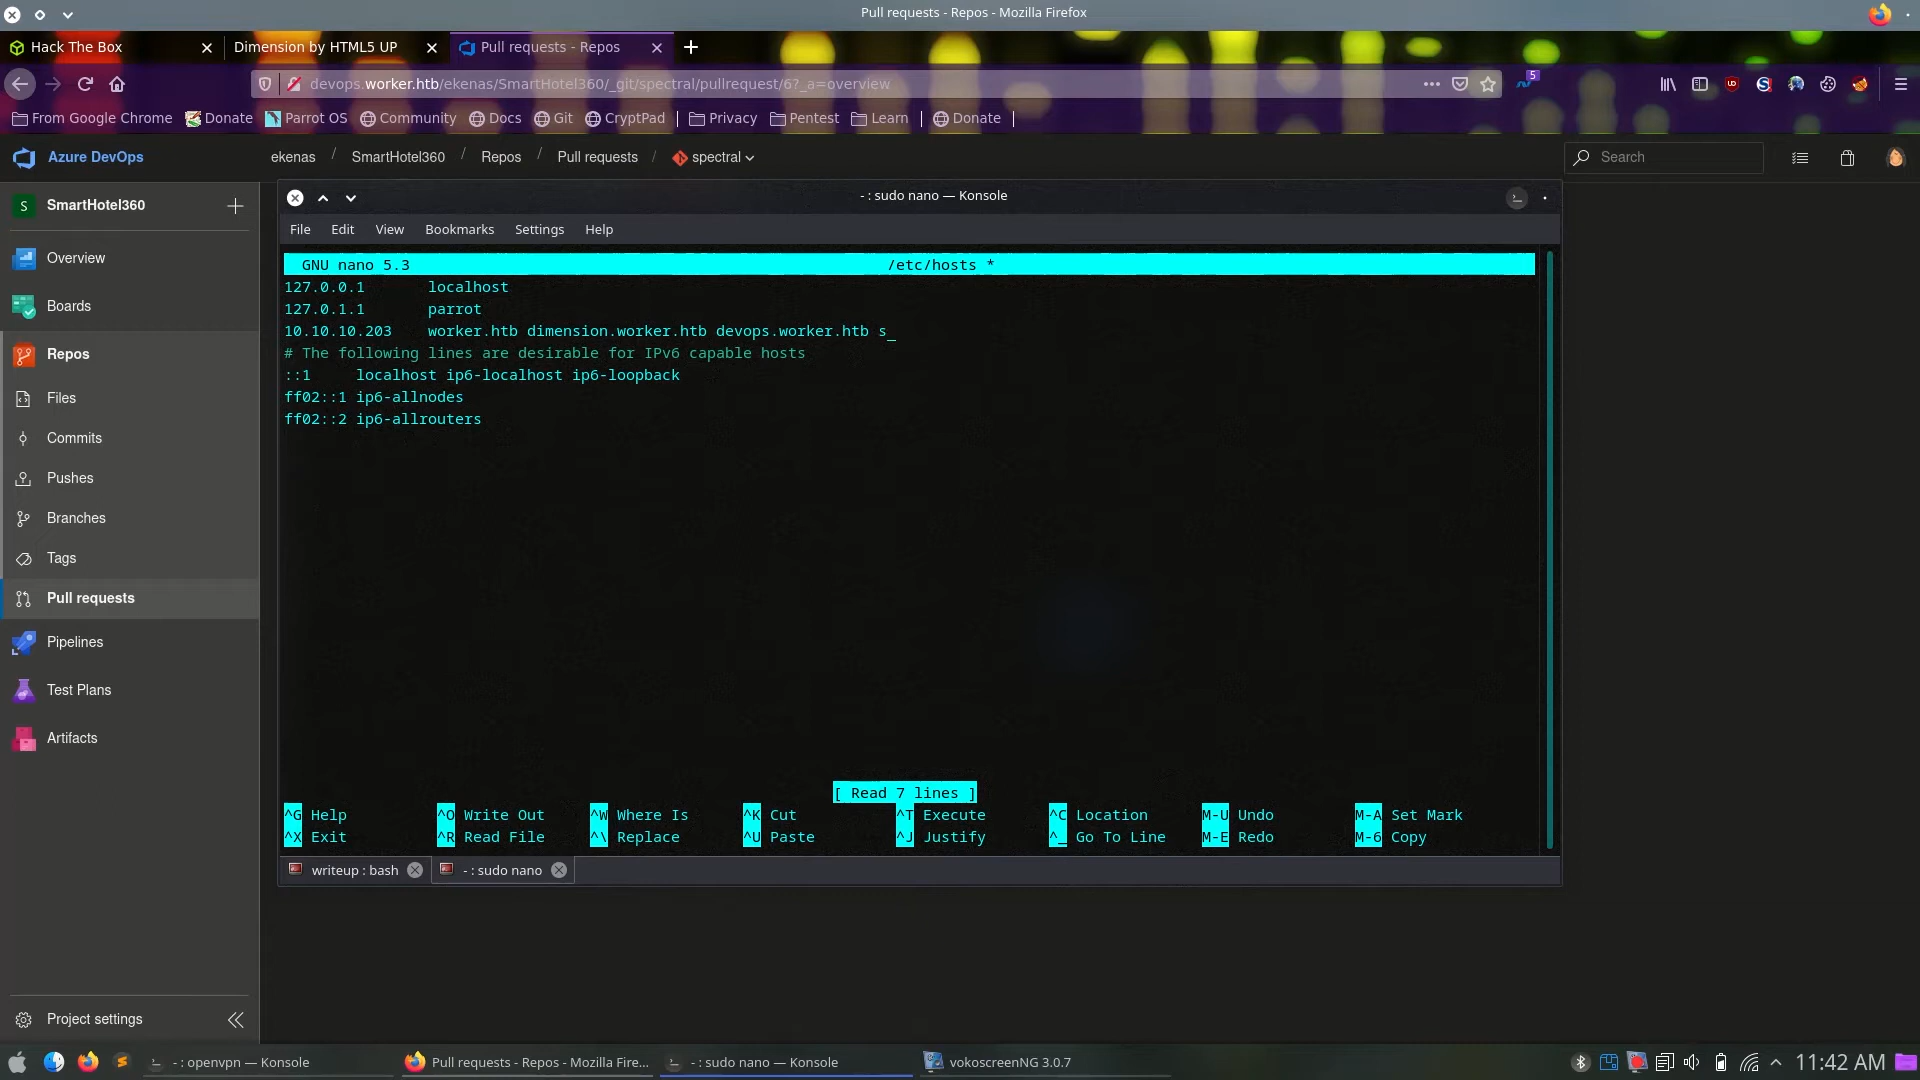 Pull requests - Repos - Mozilla Firefox
Hack The Box
Dimension by HTML5 UP
Pull requests - Repos
devops.worker.htb/ekenas/SmartHotel360/_git/spectral/pullrequest/6?_a=overview
5
From Google Chrome Donate Parrot OS Community Docs Git CryptPad Privacy Pentest Learn Donate
Azure DevOps
ekenas / SmartHotel360 / Repos / Pull requests / spectral
Search
S SmartHotel360
Overview
Boards
Repos
Files
Commits
Pushes
Branches
Tags
Pull requests
Pipelines
Test Plans
Artifacts
Project settings
- : sudo nano — Konsole
File Edit View Bookmarks Settings Help
GNU nano 5.3 /etc/hosts *
127.0.0.1 localhost
127.0.1.1 parrot
10.10.10.203 worker.htb dimension.worker.htb devops.worker.htb s_
# The following lines are desirable for IPv6 capable hosts
::1 localhost ip6-localhost ip6-loopback
ff02::1 ip6-allnodes
ff02::2 ip6-allrouters
[ Read 7 lines ]
^G Help ^O Write Out ^W Where Is ^K Cut ^T Execute ^C Location M-U Undo M-A Set Mark
^X Exit ^R Read File ^\ Replace ^U Paste ^J Justify ^_ Go To Line M-E Redo M-6 Copy
writeup : bash
- : sudo nano
- : openvpn — Konsole
Pull requests - Repos - Mozilla Fire...
- : sudo nano — Konsole
vokoscreenNG 3.0.7
11:42 AM